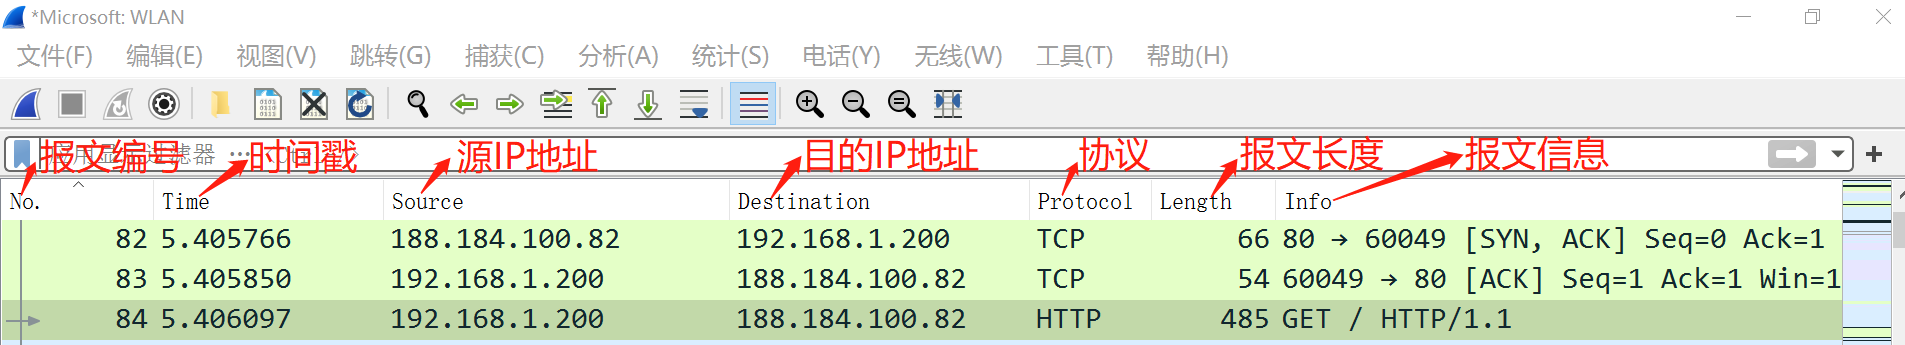 *Microsoft: WLAN
文件(F) 编辑(E) 视图(V) 跳转(G) 捕获(C) 分析(A) 统计(S) 电话(Y) 无线(W) 工具(T) 帮助(H)
报文编号 时间戳 源IP地址 目的IP地址 协议 报文长度 报文信息
No. Time Source Destination Protocol Length Info
82 5.405766 188.184.100.82 192.168.1.200 TCP 66 80 → 60049 [SYN, ACK] Seq=0 Ack=1
83 5.405850 192.168.1.200 188.184.100.82 TCP 54 60049 → 80 [ACK] Seq=1 Ack=1 Win=1
84 5.406097 192.168.1.200 188.184.100.82 HTTP 485 GET / HTTP/1.1